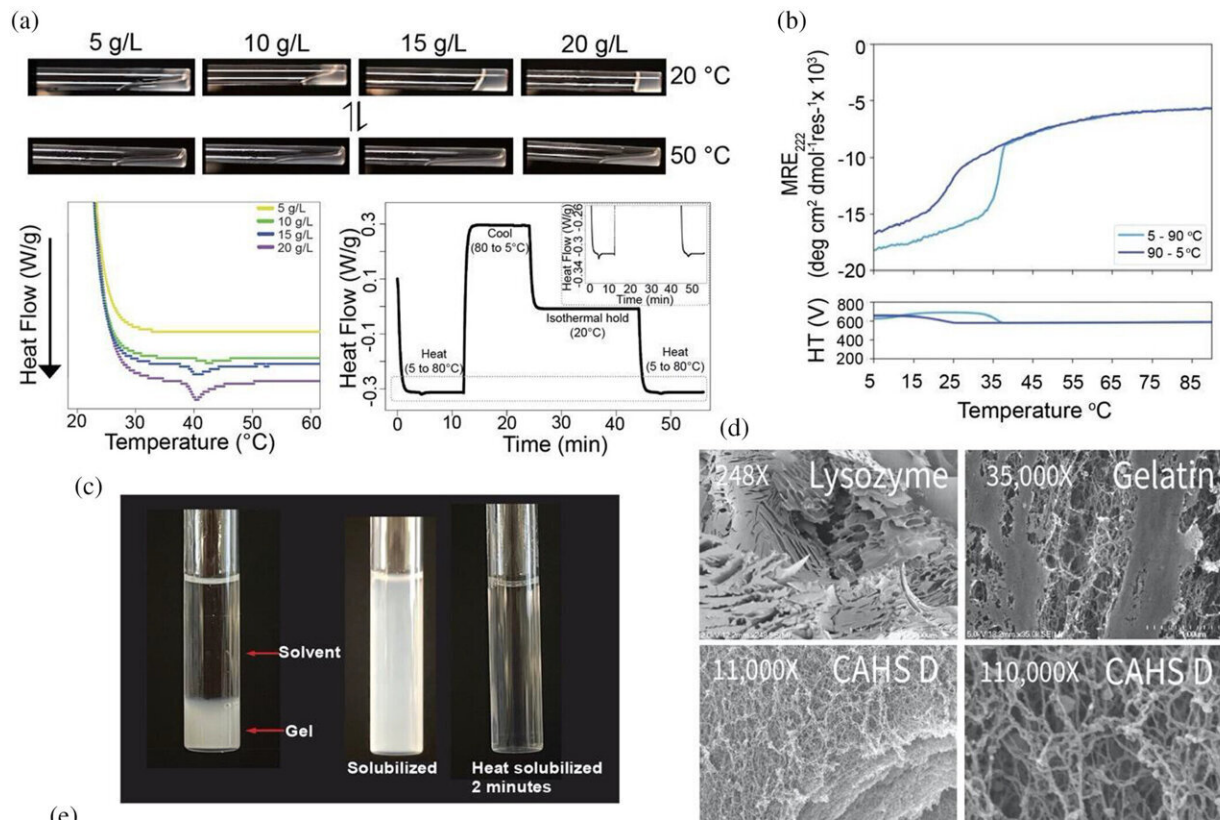 (a)
5 g/L 10 g/L 15 g/L 20 g/L
20 °C
50 °C
5 g/L
10 g/L
15 g/L
20 g/L
Heat Flow (W/g)
20 30 40 50 60
Temperature (°C)
0.3
0.1
-0.1
-0.3
Heat Flow (W/g)
Cool
(80 to 5°C)
Isothermal hold
(20°C)
Heat
(5 to 80°C)
Heat
(5 to 80°C)
-0.26
-0.3
-0.34
Heat Flow (W/g)
0 10 20 30 40 50
Time (min)
0 10 20 30 40 50
Time (min)
(b)
0
-5
-10
-15
-20
MRE222
(deg cm2 dmol-1res-1x 103)
5 - 90 °C
90 - 5°C
800
600
400
200
HT (V)
5 15 25 35 45 55 65 75 85
Temperature °C
(c)
Solvent
Gel
Solubilized
Heat solubilized
2 minutes
(d)
248X Lysozyme
35,000X Gelatin
11,000X CAHS D
110,000X CAHS D
(e)